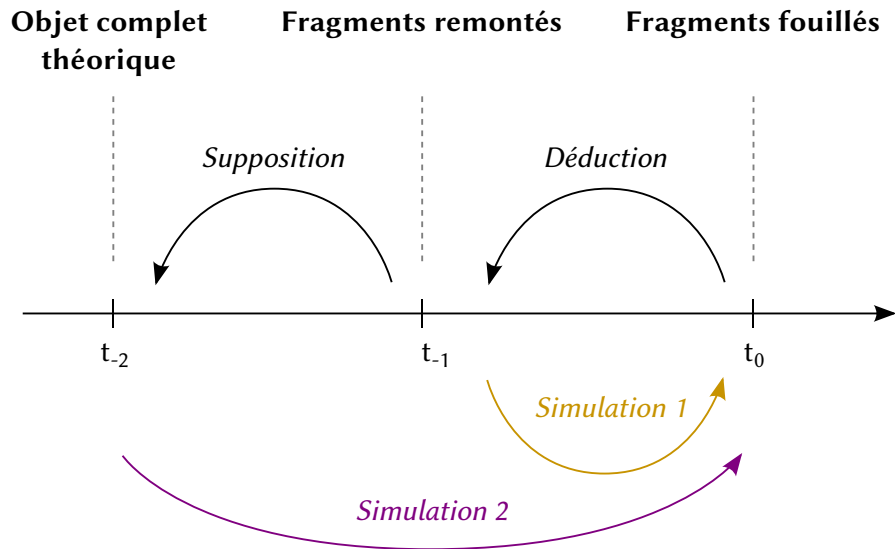 Objet complet
théorique
Fragments remontés
Fragments fouillés
Supposition
Déduction
t-2
t-1
t0
Simulation 1
Simulation 2